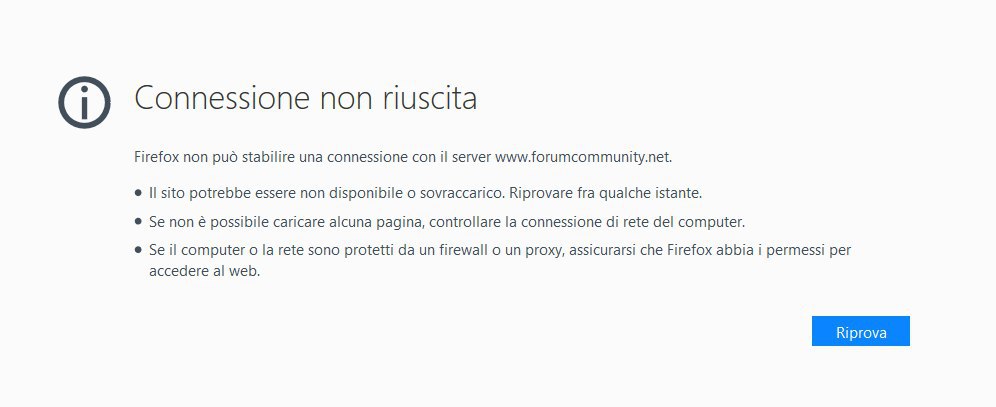 Connessione non riuscita
Firefox non può stabilire una connessione con il server www.forumcommunity.net.
• Il sito potrebbe essere non disponibile o sovraccarico. Riprovare fra qualche istante.
• Se non è possibile caricare alcuna pagina, controllare la connessione di rete del computer.
• Se il computer o la rete sono protetti da un firewall o un proxy, assicurarsi che Firefox abbia i permessi per
accedere al web.
Riprova